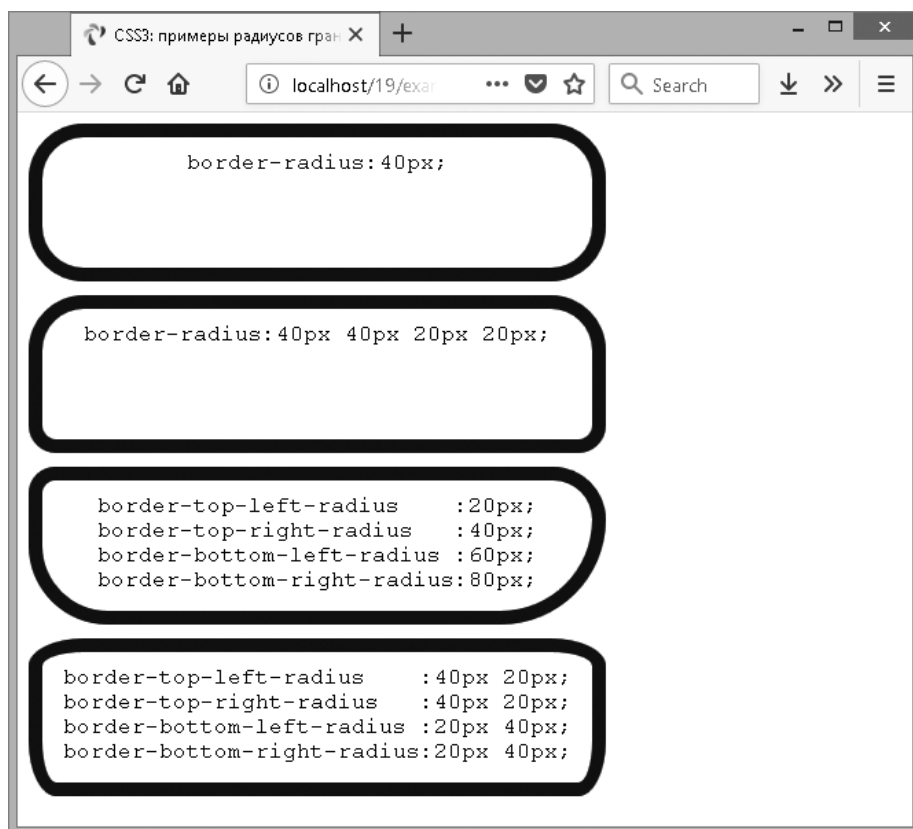 CSS3: примеры радиусов гран
localhost/19/exar
Search
border-radius:40px;
border-radius:40px 40px 20px 20px;
border-top-left-radius    :20px;
border-top-right-radius   :40px;
border-bottom-left-radius :60px;
border-bottom-right-radius:80px;
border-top-left-radius    :40px 20px;
border-top-right-radius   :40px 20px;
border-bottom-left-radius :20px 40px;
border-bottom-right-radius:20px 40px;